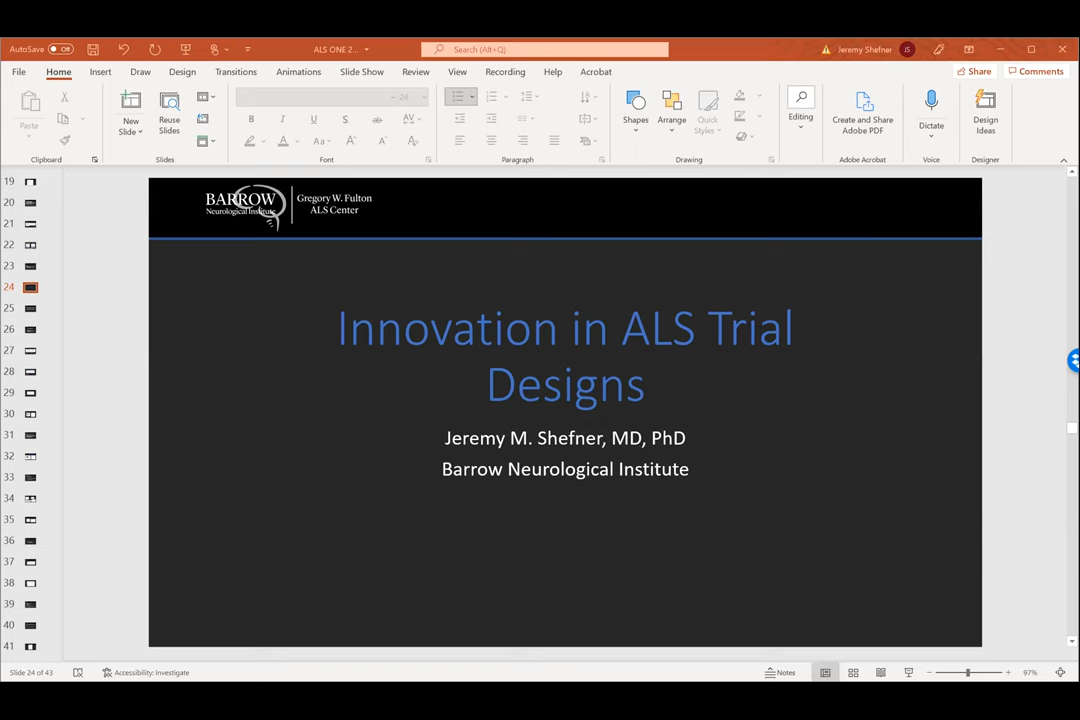 AutoSave Off ALS ONE 2... Search (Alt+Q) Jeremy Shefner JS
File Home Insert Draw Design Transitions Animations Slide Show Review View Recording Help Acrobat Share Comments
Paste
New Slide
Reuse Slides
24
B I U S ab AV
Aa A A A
Shapes
Arrange
Quick Styles
Editing
Create and Share Adobe PDF
Dictate
Design Ideas
Clipboard Slides Font Paragraph Drawing Adobe Acrobat Voice Designer
19
20
21
22
23
24
25
26
27
28
29
30
31
32
33
34
35
36
37
38
39
40
41
BARROW
Neurological Institute
Gregory W. Fulton
ALS Center
Innovation in ALS Trial
Designs
Jeremy M. Shefner, MD, PhD
Barrow Neurological Institute
Slide 24 of 43 Accessibility: Investigate Notes 97%